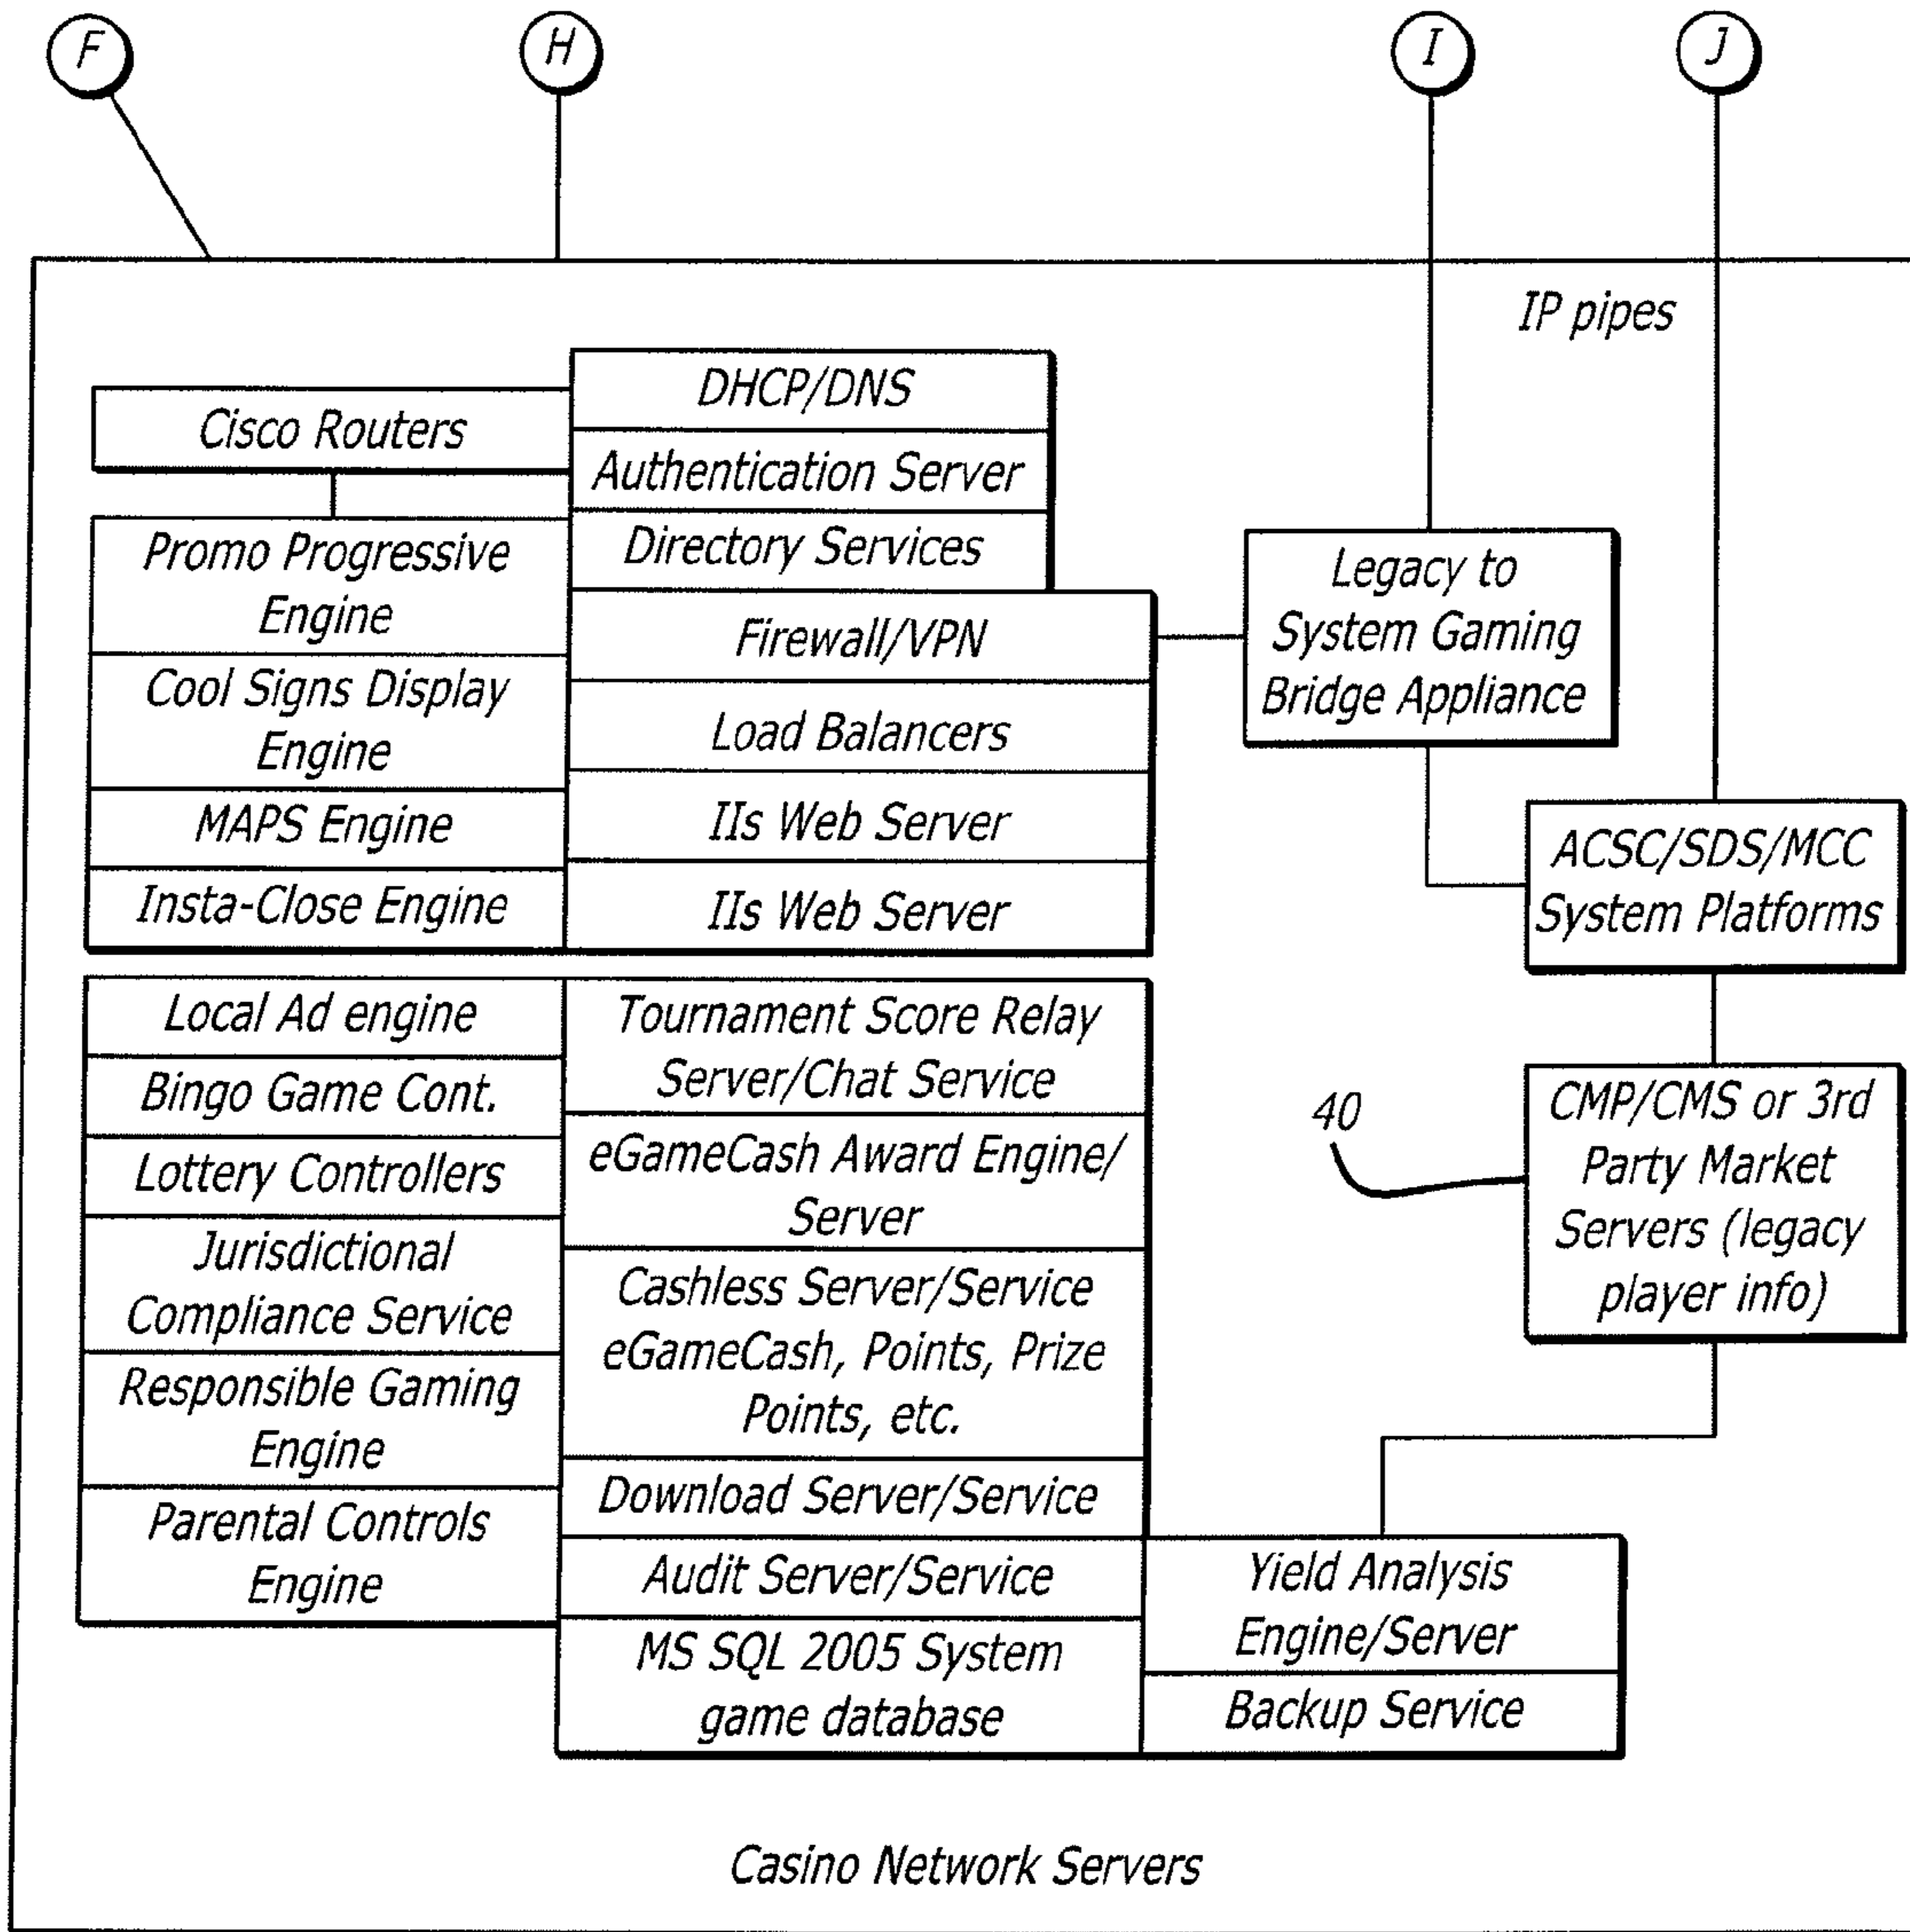 F
H
I
J
IP pipes
Cisco Routers
Promo Progressive
Engine
Cool Signs Display
Engine
MAPS Engine
Insta-Close Engine
DHCP/DNS
Authentication Server
Directory Services
Firewall/VPN
Load Balancers
IIs Web Server
IIs Web Server
Legacy to
System Gaming
Bridge Appliance
ACSC/SDS/MCC
System Platforms
Local Ad engine
Bingo Game Cont.
Lottery Controllers
Jurisdictional
Compliance Service
Responsible Gaming
Engine
Parental Controls
Engine
Tournament Score Relay
Server/Chat Service
eGameCash Award Engine/
Server
Cashless Server/Service
eGameCash, Points, Prize
Points, etc.
Download Server/Service
Audit Server/Service
MS SQL 2005 System
game database
40
CMP/CMS or 3rd
Party Market
Servers (legacy
player info)
Yield Analysis
Engine/Server
Backup Service
Casino Network Servers